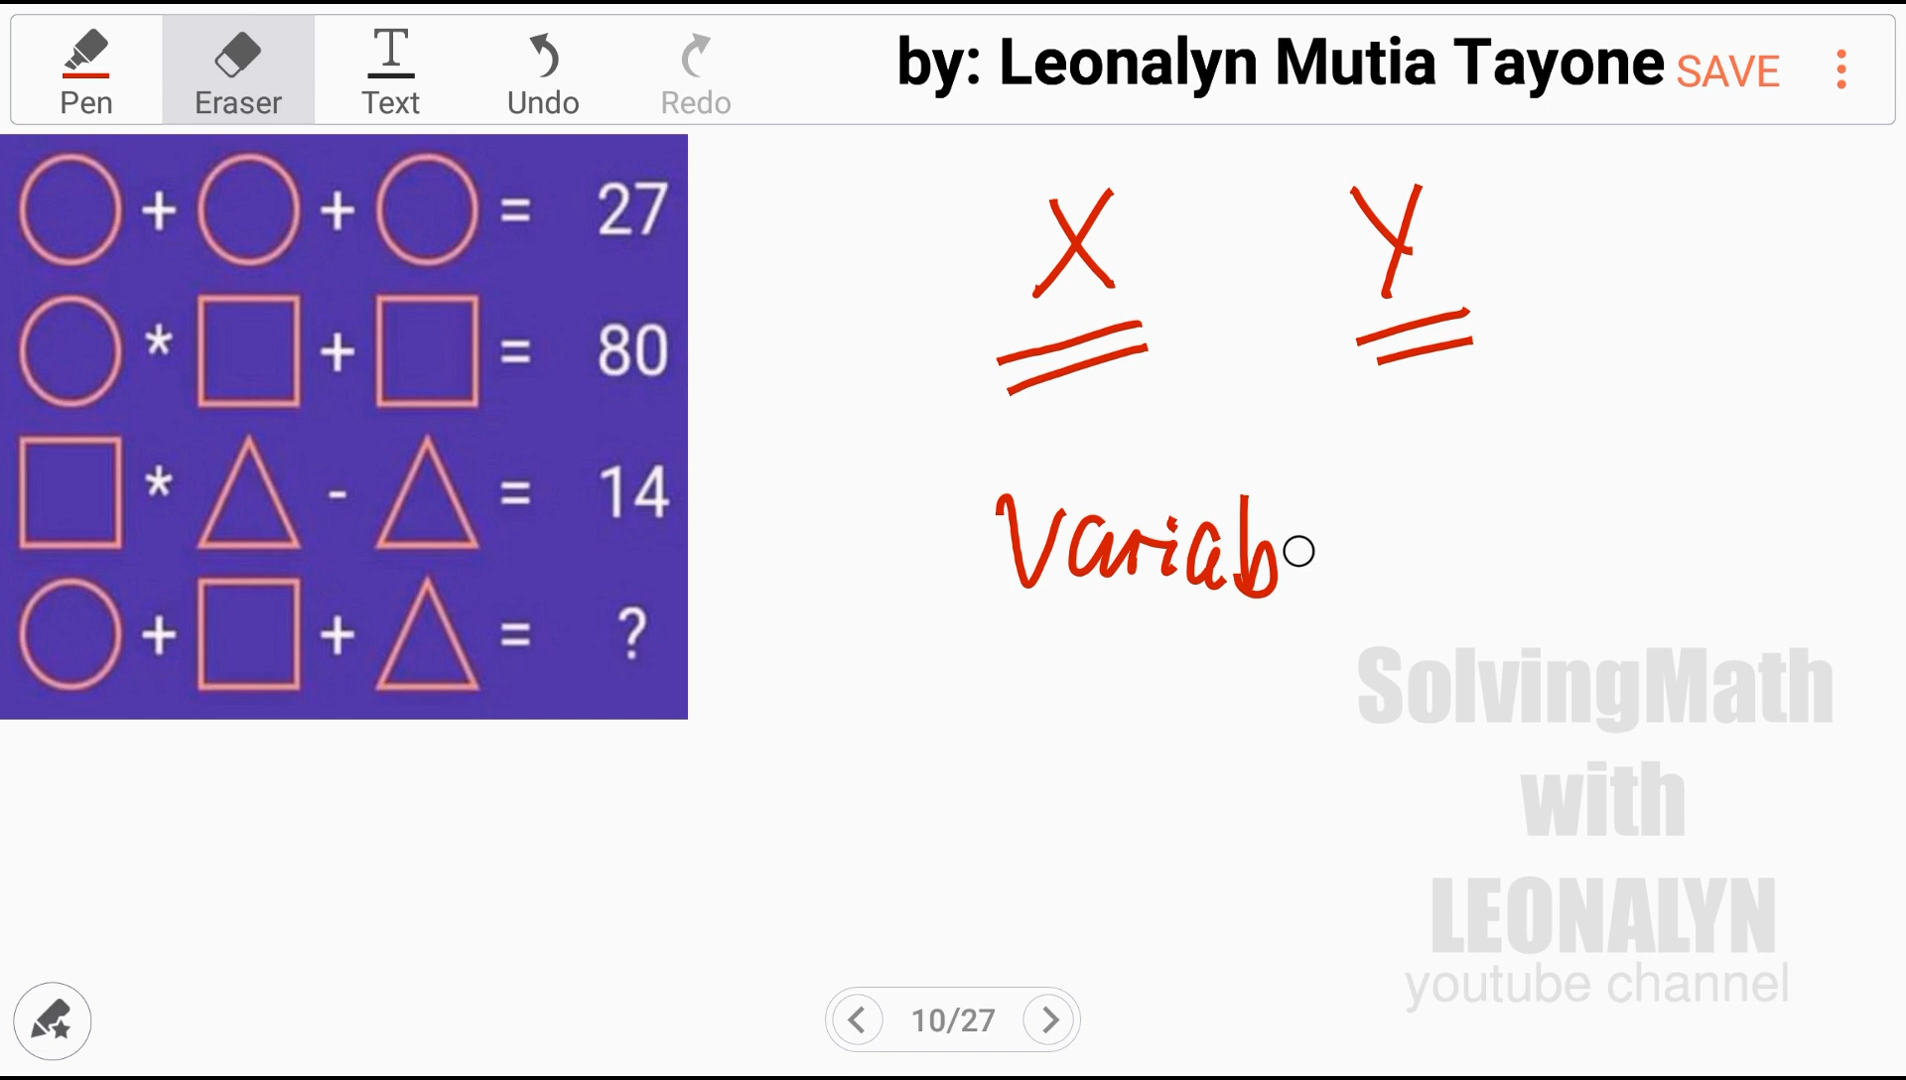 Pen Eraser Text Undo Redo by: Leonalyn Mutia Tayone SAVE
+ + = 27
* + = 80
* - = 14
+ + = ?
X Y
Variab
SolvingMath
with
LEONALYN
youtube channel
10/27